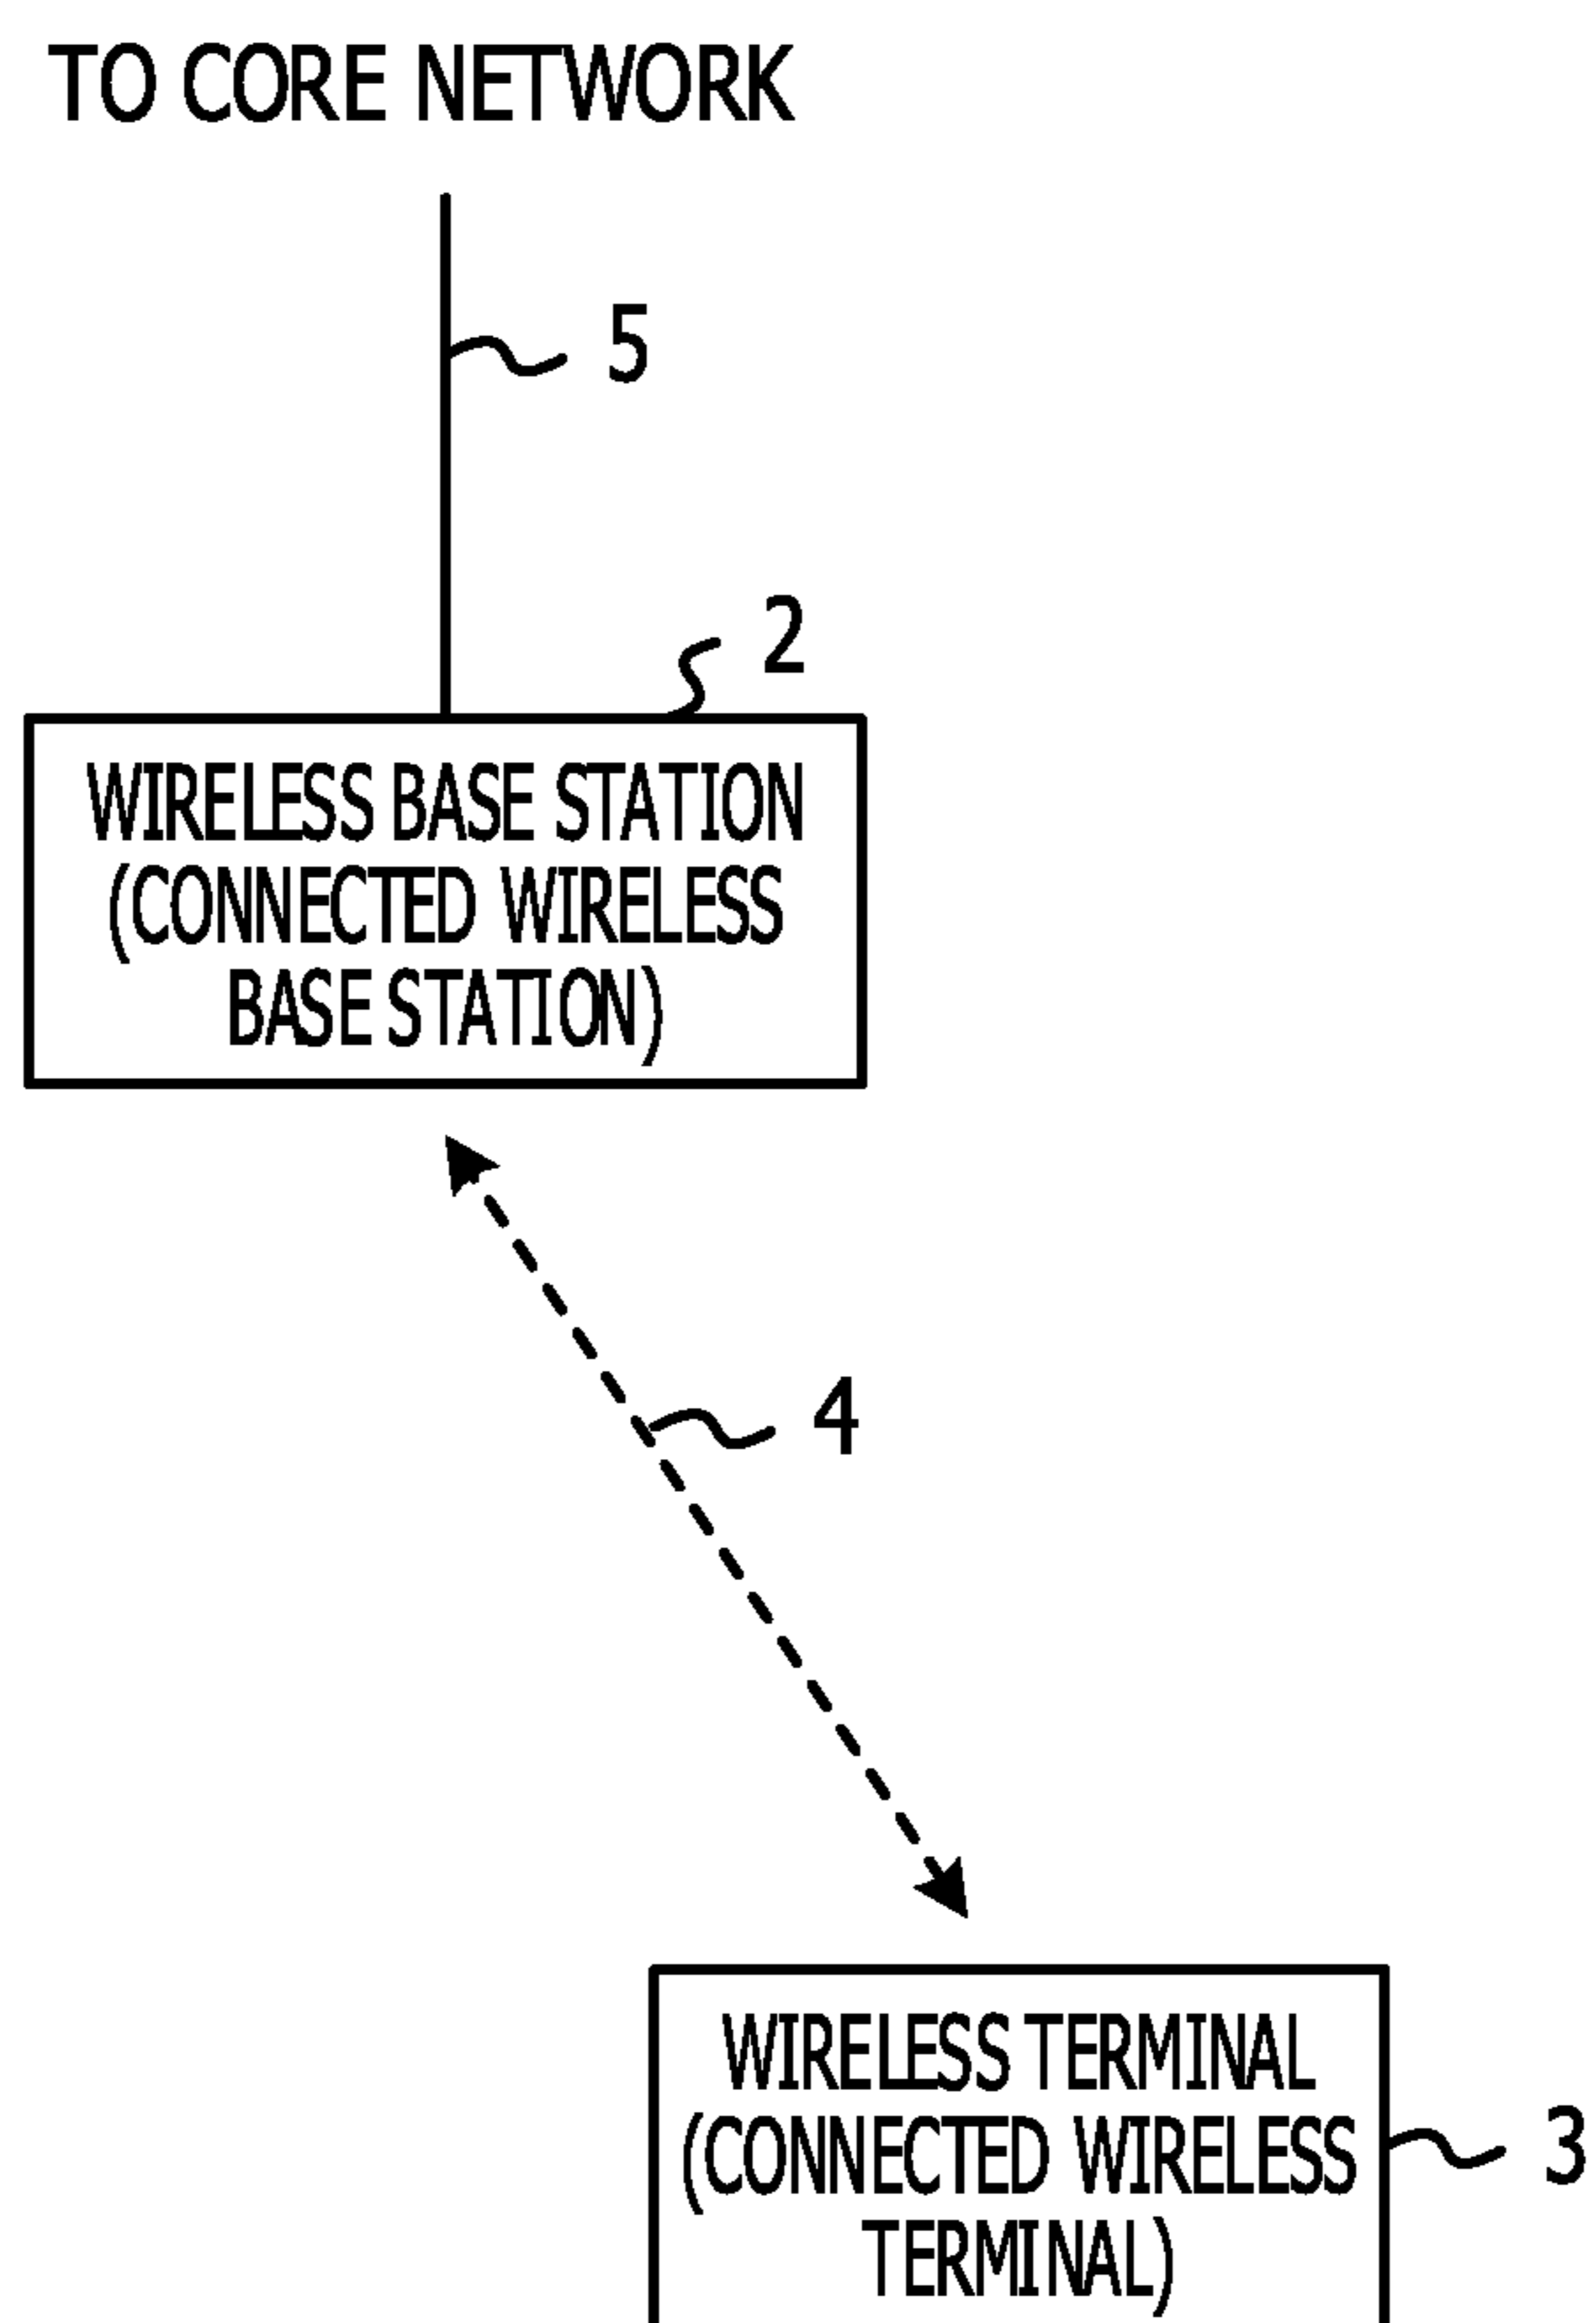 TO CORE NETWORK
5
2
WIRELESS BASE STATION
(CONNECTED WIRELESS
BASE STATION)
4
WIRELESS TERMINAL
(CONNECTED WIRELESS
TERMINAL)
3